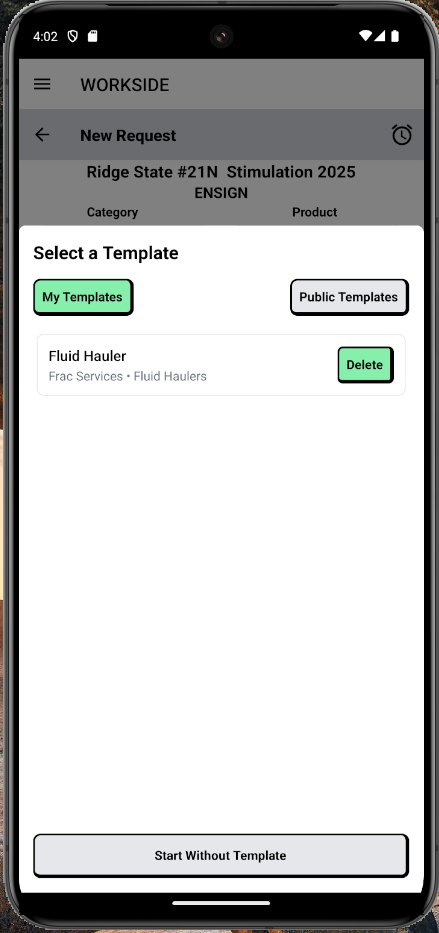 4:02
WORKSIDE
New Request
Ridge State #21N  Stimulation 2025
ENSIGN
Category Product
Select a Template
My Templates Public Templates
Fluid Hauler
Frac Services • Fluid Haulers
Delete
Start Without Template